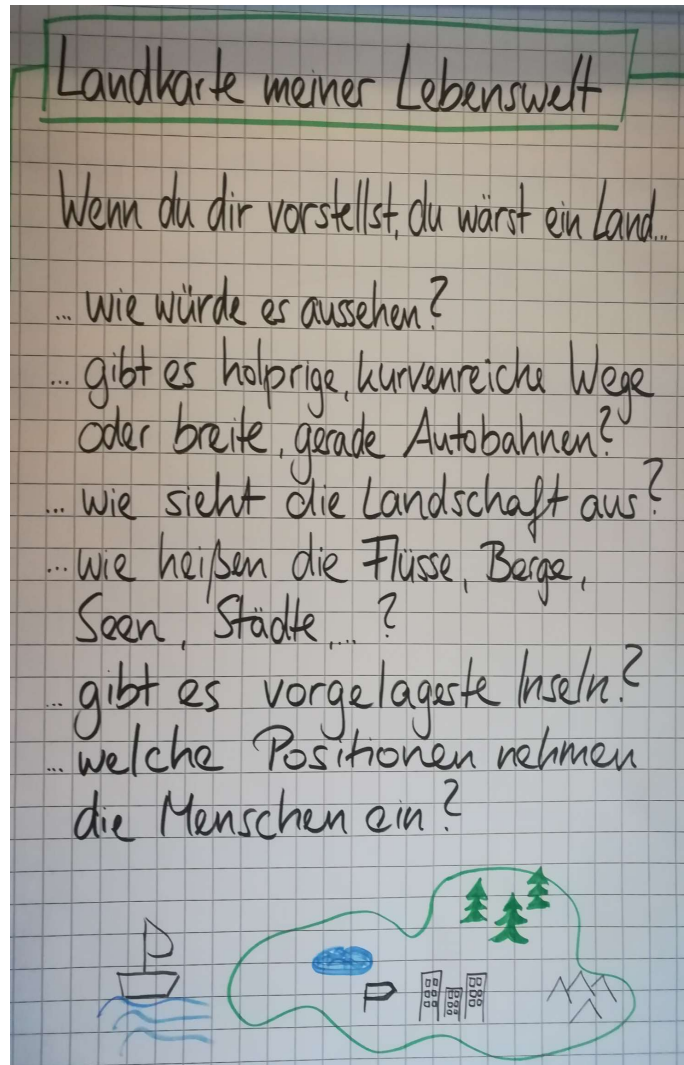 Landkarte meiner Lebenswelt
Wenn du dir vorstellst, du wärst ein Land...
... wie würde es aussehen?
... gibt es holprige, kurvenreiche Wege
oder breite, gerade Autobahnen?
... wie sieht die Landschaft aus?
... wie heißen die Flüsse, Berge,
Seen, Städte,...?
... gibt es vorgelagerte Inseln?
... welche Positionen nehmen
die Menschen ein?